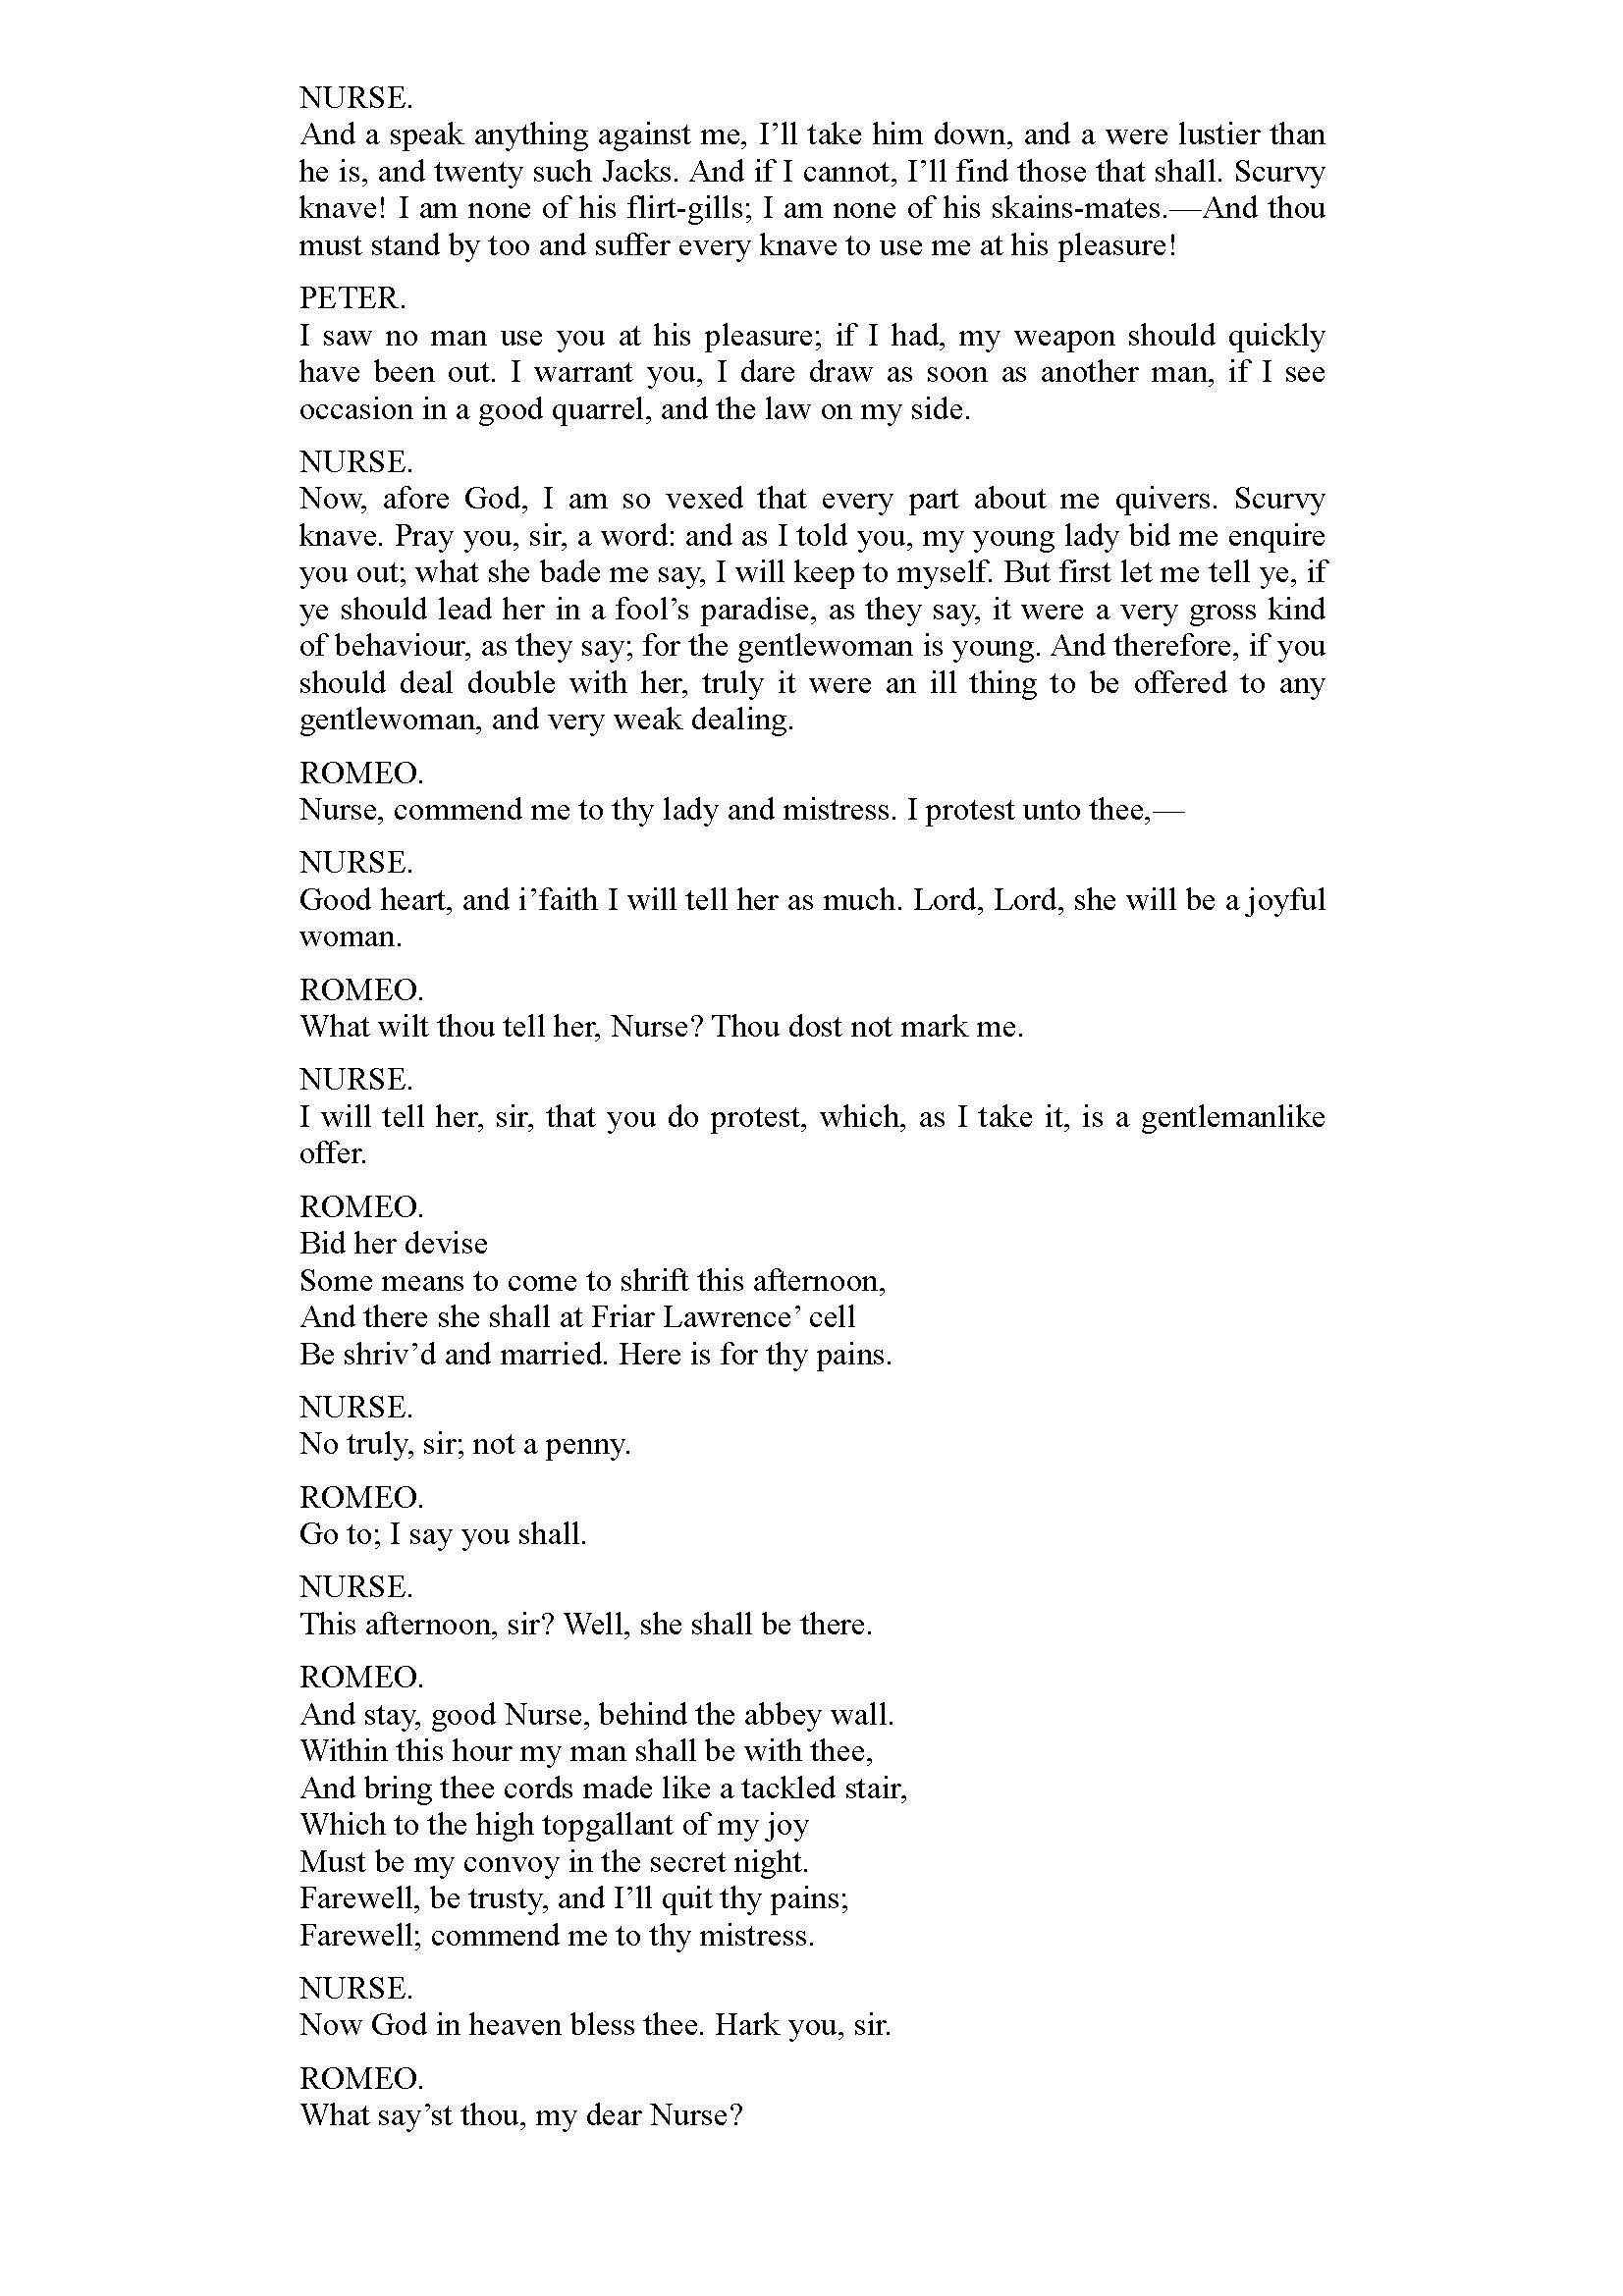 NURSE.
And a speak anything against me, I’ll take him down, and a were lustier than
he is, and twenty such Jacks. And if I cannot, I’ll find those that shall. Scurvy
knave! I am none of his flirt-gills; I am none of his skains-mates.—And thou
must stand by too and suffer every knave to use me at his pleasure!
PETER.
I saw no man use you at his pleasure; if I had, my weapon should quickly
have been out. I warrant you, I dare draw as soon as another man, if I see
occasion in a good quarrel, and the law on my side.
NURSE.
Now, afore God, I am so vexed that every part about me quivers. Scurvy
knave. Pray you, sir, a word: and as I told you, my young lady bid me enquire
you out; what she bade me say, I will keep to myself. But first let me tell ye, if
ye should lead her in a fool’s paradise, as they say, it were a very gross kind
of behaviour, as they say; for the gentlewoman is young. And therefore, if you
should deal double with her, truly it were an ill thing to be offered to any
gentlewoman, and very weak dealing.
ROMEO.
Nurse, commend me to thy lady and mistress. I protest unto thee,—
NURSE.
Good heart, and i’faith I will tell her as much. Lord, Lord, she will be a joyful
woman.
ROMEO.
What wilt thou tell her, Nurse? Thou dost not mark me.
NURSE.
I will tell her, sir, that you do protest, which, as I take it, is a gentlemanlike
offer.
ROMEO.
Bid her devise
Some means to come to shrift this afternoon,
And there she shall at Friar Lawrence’ cell
Be shriv’d and married. Here is for thy pains.
NURSE.
No truly, sir; not a penny.
ROMEO.
Go to; I say you shall.
NURSE.
This afternoon, sir? Well, she shall be there.
ROMEO.
And stay, good Nurse, behind the abbey wall.
Within this hour my man shall be with thee,
And bring thee cords made like a tackled stair,
Which to the high topgallant of my joy
Must be my convoy in the secret night.
Farewell, be trusty, and I’ll quit thy pains;
Farewell; commend me to thy mistress.
NURSE.
Now God in heaven bless thee. Hark you, sir.
ROMEO.
What say’st thou, my dear Nurse?